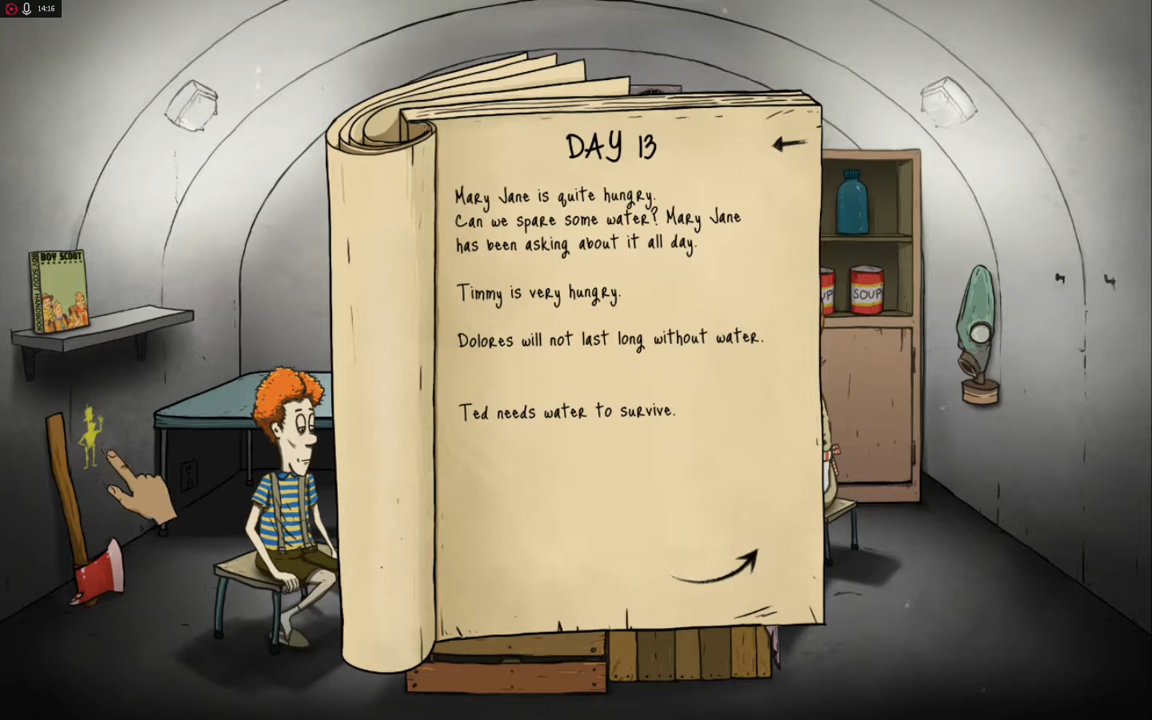 14:16
DAY 13
Mary Jane is quite hungry.
Can we spare some water? Mary Jane
has been asking about it all day.
Timmy is very hungry.
Dolores will not last long without water.
Ted needs water to survive.
BOY SCOUT
BOY SCOUT HANDBOOK
UP
SOUP